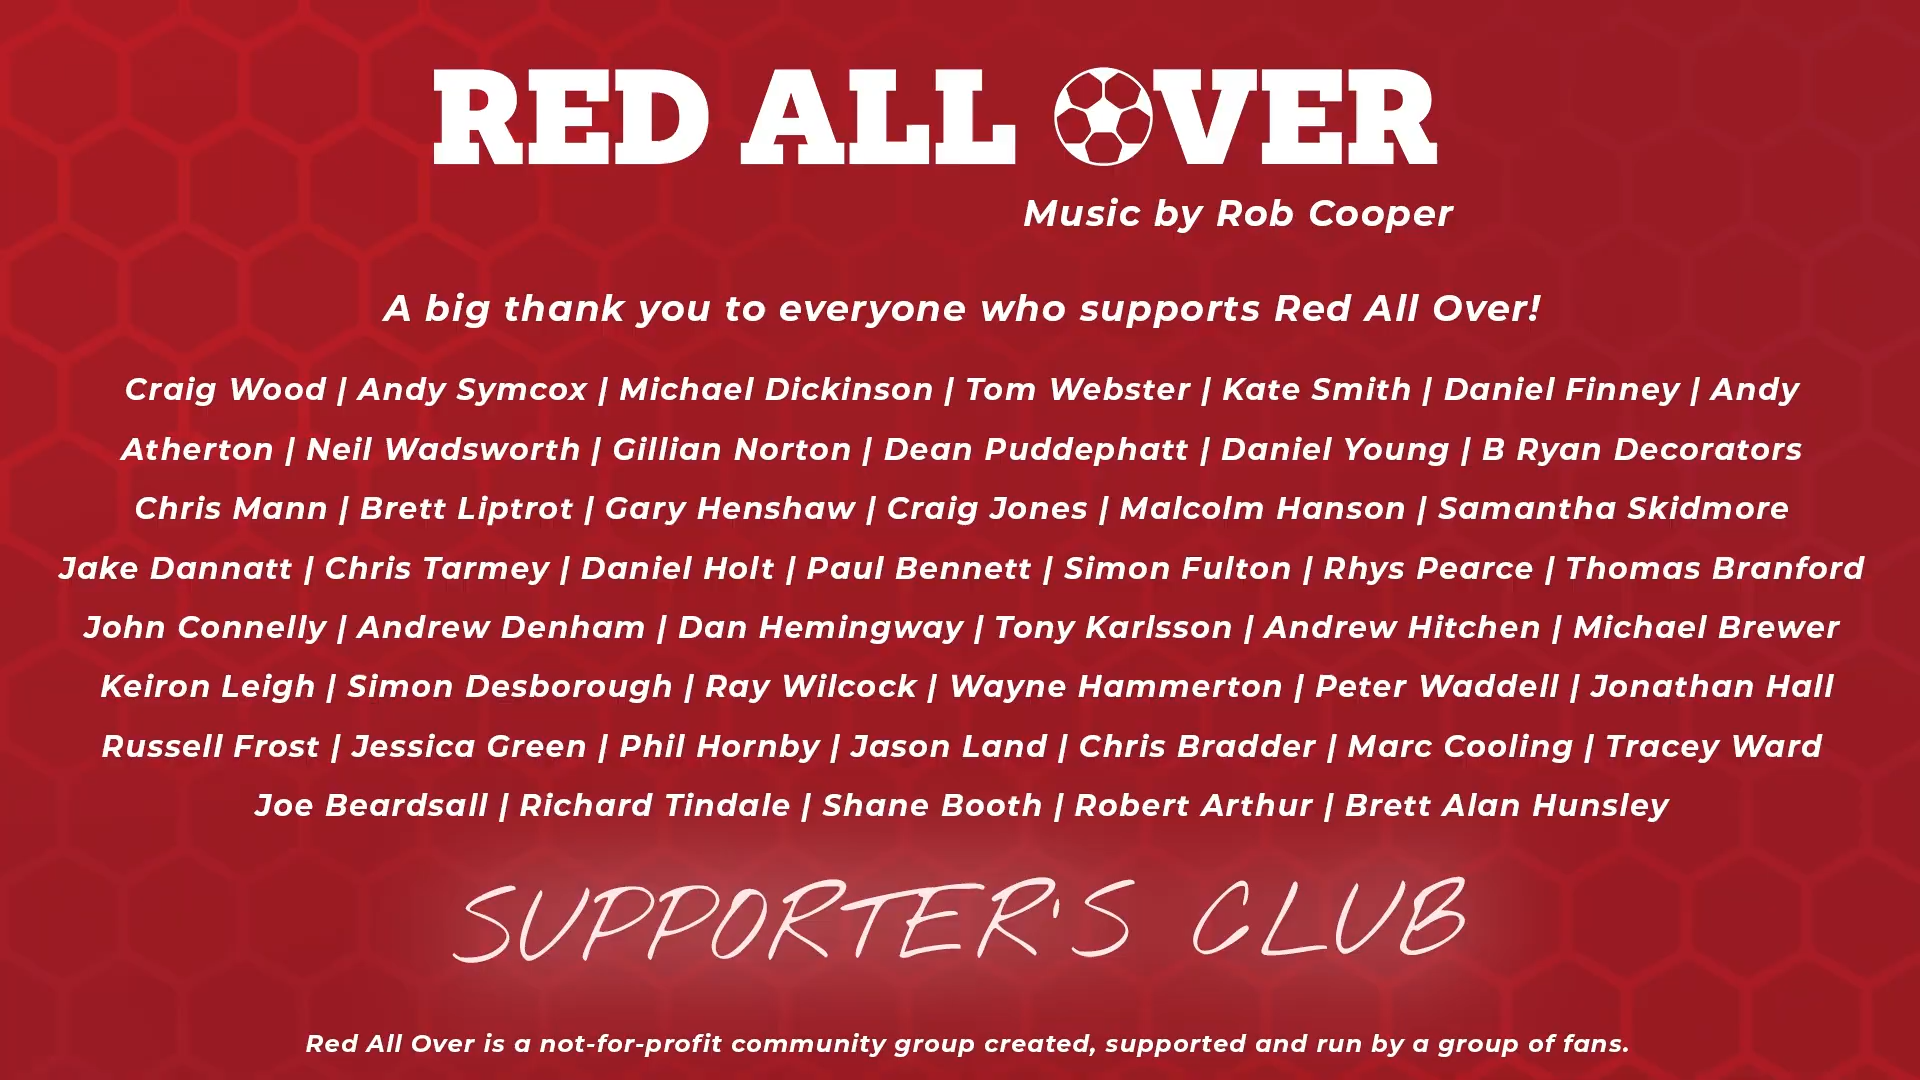 RED ALL OVER
Music by Rob Cooper
A big thank you to everyone who supports Red All Over!
Craig Wood | Andy Symcox | Michael Dickinson | Tom Webster | Kate Smith | Daniel Finney | Andy
Atherton | Neil Wadsworth | Gillian Norton | Dean Puddephatt | Daniel Young | B Ryan Decorators
Chris Mann | Brett Liptrot | Gary Henshaw | Craig Jones | Malcolm Hanson | Samantha Skidmore
Jake Dannatt | Chris Tarmey | Daniel Holt | Paul Bennett | Simon Fulton | Rhys Pearce | Thomas Branford
John Connelly | Andrew Denham | Dan Hemingway | Tony Karlsson | Andrew Hitchen | Michael Brewer
Keiron Leigh | Simon Desborough | Ray Wilcock | Wayne Hammerton | Peter Waddell | Jonathan Hall
Russell Frost | Jessica Green | Phil Hornby | Jason Land | Chris Bradder | Marc Cooling | Tracey Ward
Joe Beardsall | Richard Tindale | Shane Booth | Robert Arthur | Brett Alan Hunsley
SUPPORTER'S CLUB
Red All Over is a not-for-profit community group created, supported and run by a group of fans.